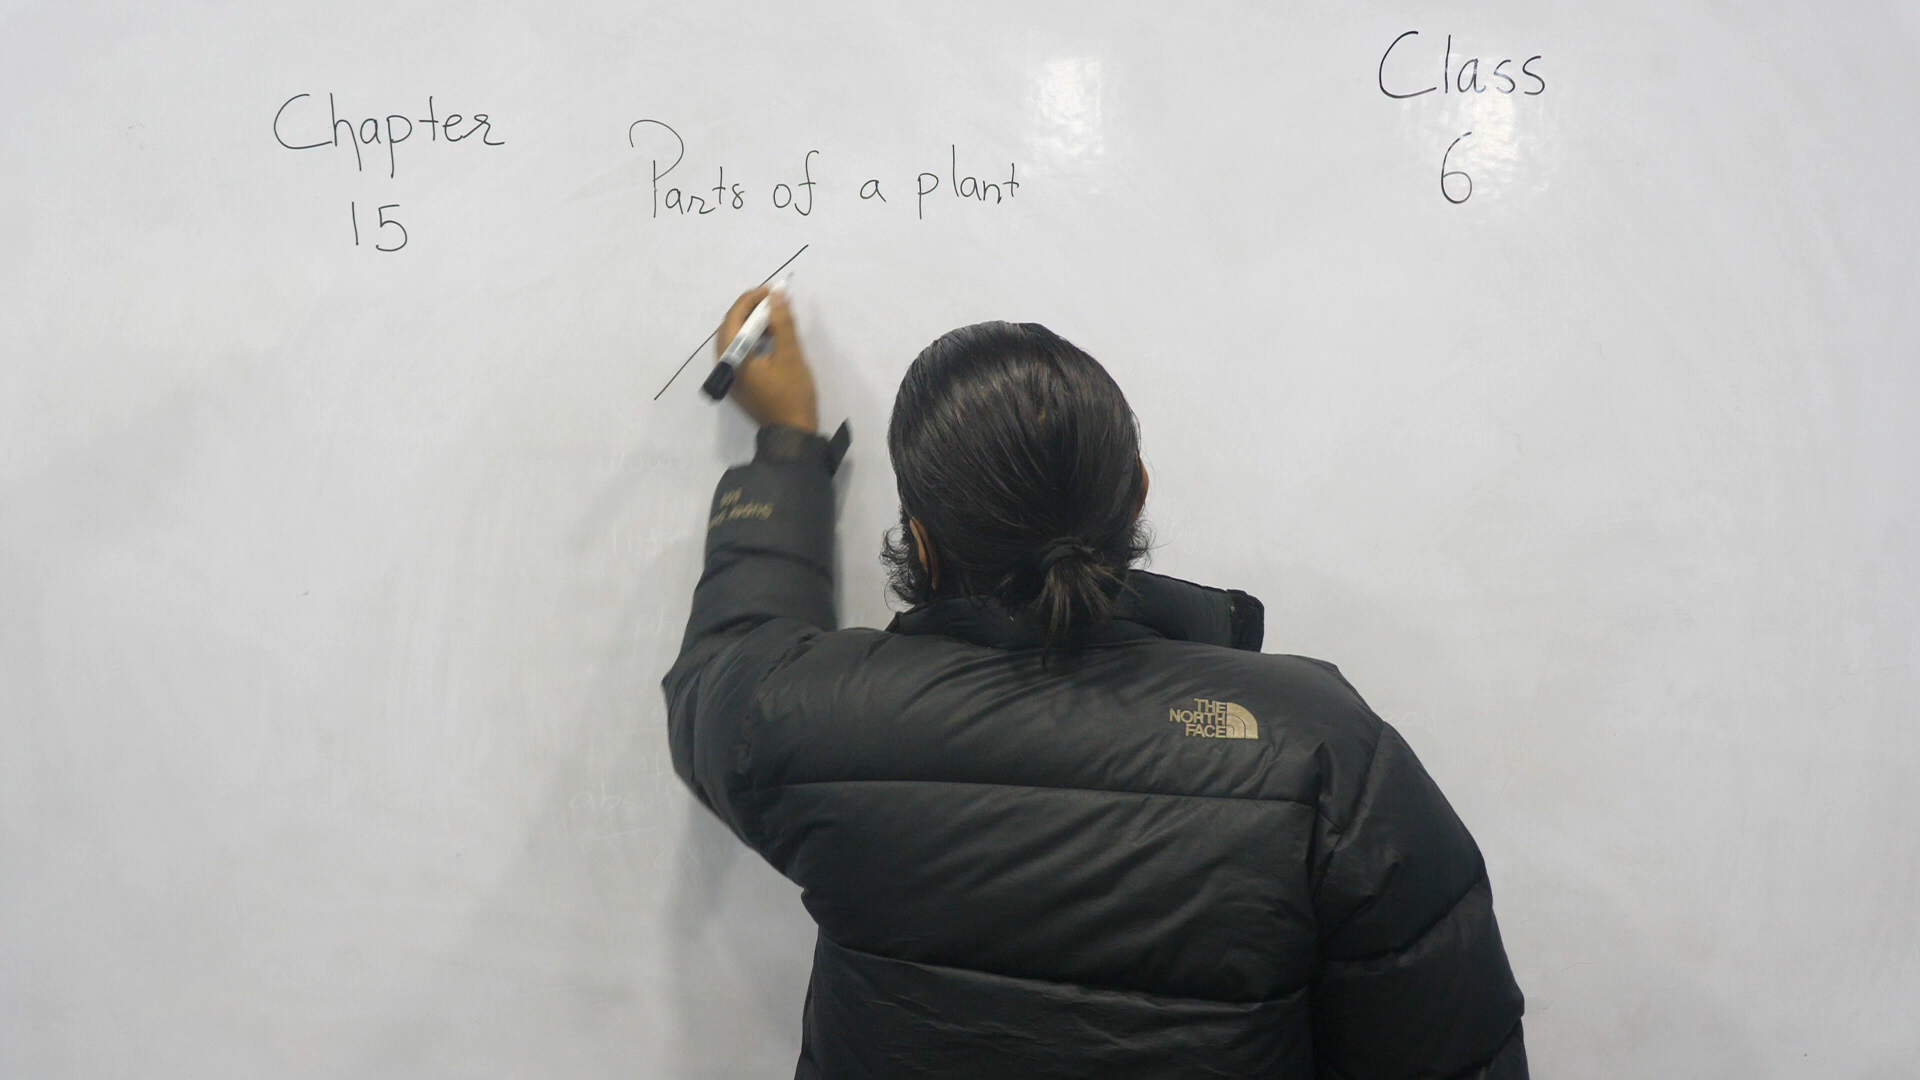 Chapter
15
Parts of a plant
Class
6
THE
NORTH
FACE